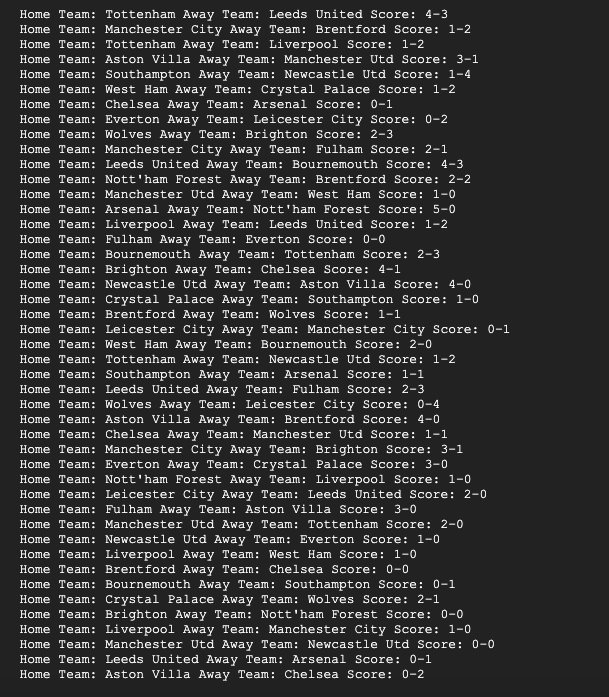 Home Team: Tottenham Away Team: Leeds United Score: 4-3
Home Team: Manchester City Away Team: Brentford Score: 1-2
Home Team: Tottenham Away Team: Liverpool Score: 1-2
Home Team: Aston Villa Away Team: Manchester Utd Score: 3-1
Home Team: Southampton Away Team: Newcastle Utd Score: 1-4
Home Team: West Ham Away Team: Crystal Palace Score: 1-2
Home Team: Chelsea Away Team: Arsenal Score: 0-1
Home Team: Everton Away Team: Leicester City Score: 0-2
Home Team: Wolves Away Team: Brighton Score: 2-3
Home Team: Manchester City Away Team: Fulham Score: 2-1
Home Team: Leeds United Away Team: Bournemouth Score: 4-3
Home Team: Nott'ham Forest Away Team: Brentford Score: 2-2
Home Team: Manchester Utd Away Team: West Ham Score: 1-0
Home Team: Arsenal Away Team: Nott'ham Forest Score: 5-0
Home Team: Liverpool Away Team: Leeds United Score: 1-2
Home Team: Fulham Away Team: Everton Score: 0-0
Home Team: Bournemouth Away Team: Tottenham Score: 2-3
Home Team: Brighton Away Team: Chelsea Score: 4-1
Home Team: Newcastle Utd Away Team: Aston Villa Score: 4-0
Home Team: Crystal Palace Away Team: Southampton Score: 1-0
Home Team: Brentford Away Team: Wolves Score: 1-1
Home Team: Leicester City Away Team: Manchester City Score: 0-1
Home Team: West Ham Away Team: Bournemouth Score: 2-0
Home Team: Tottenham Away Team: Newcastle Utd Score: 1-2
Home Team: Southampton Away Team: Arsenal Score: 1-1
Home Team: Leeds United Away Team: Fulham Score: 2-3
Home Team: Wolves Away Team: Leicester City Score: 0-4
Home Team: Aston Villa Away Team: Brentford Score: 4-0
Home Team: Chelsea Away Team: Manchester Utd Score: 1-1
Home Team: Manchester City Away Team: Brighton Score: 3-1
Home Team: Everton Away Team: Crystal Palace Score: 3-0
Home Team: Nott'ham Forest Away Team: Liverpool Score: 1-0
Home Team: Leicester City Away Team: Leeds United Score: 2-0
Home Team: Fulham Away Team: Aston Villa Score: 3-0
Home Team: Manchester Utd Away Team: Tottenham Score: 2-0
Home Team: Newcastle Utd Away Team: Everton Score: 1-0
Home Team: Liverpool Away Team: West Ham Score: 1-0
Home Team: Brentford Away Team: Chelsea Score: 0-0
Home Team: Bournemouth Away Team: Southampton Score: 0-1
Home Team: Crystal Palace Away Team: Wolves Score: 2-1
Home Team: Brighton Away Team: Nott'ham Forest Score: 0-0
Home Team: Liverpool Away Team: Manchester City Score: 1-0
Home Team: Manchester Utd Away Team: Newcastle Utd Score: 0-0
Home Team: Leeds United Away Team: Arsenal Score: 0-1
Home Team: Aston Villa Away Team: Chelsea Score: 0-2